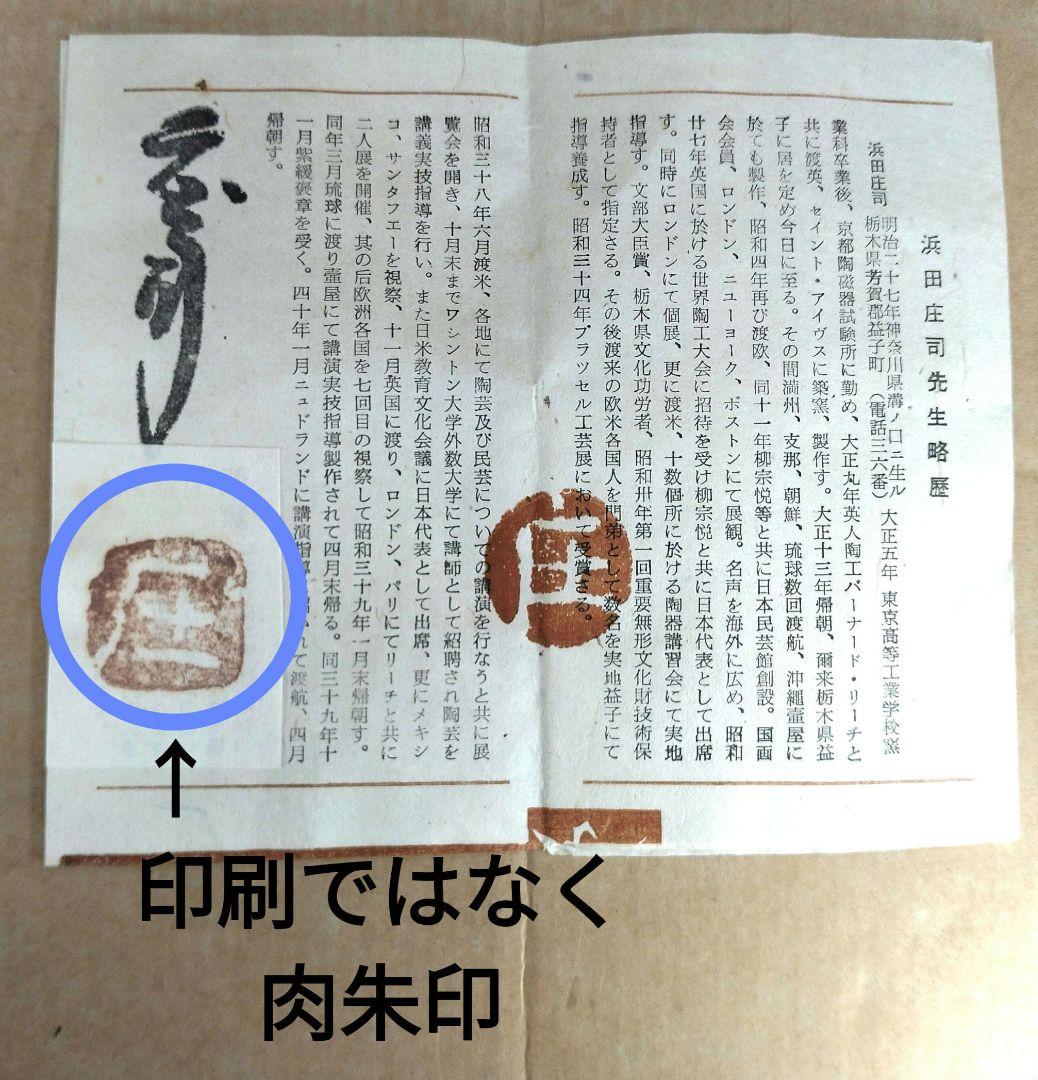 浜田庄司先生略歴
浜田庄司 明治二十七年神奈川県溝ノ口ニ生ル
栃木県芳賀郡益子町 (電話三六番)
大正五年 東京高等工業学校窯
業科卒業後、京都陶磁器試験所に勤め、大正九年英人陶工バーナード・リーチと
共に渡英、セイント・アイヴスに築窯、製作す。大正十三年帰朝、爾来栃木県益
子に居を定め今日に至る。その間満州、支那、朝鮮、琉球数回渡航、沖縄壷屋に
於ても製作、昭和四年再び渡欧、同十一年柳宗悦等と共に日本民芸館創設。国画
会会員、ロンドン、ニューヨーク、ボストンにて展観。名声を海外に広め、昭和
廿七年英国に於ける世界陶工大会に招待を受け柳宗悦と共に日本代表として出席
す。同時にロンドンにて個展、更に渡米、十数個所に於ける陶器講習会にて実地
指導す。文部大臣賞、栃木県文化功労者、昭和卅年第一回重要無形文化財技術保
持者として指定さる。その後渡来の欧米各国人を門弟として数名を実地益子にて
指導養成す。昭和三十四年ブラツセル工芸展において受賞さる。
昭和三十八年六月渡米、各地にて陶芸及び民芸についての講演を行なうと共に展
覧会を開き、十月末までワシントン大学外数大学にて講師として紹聘され陶芸を
講義実技指導を行い。また日米教育文化会議に日本代表として出席、更にメキシ
コ、サンタフエーを視察、十一月英国に渡り、ロンドン、パリにてリーチと共に
二人展を開催、其の后欧洲各国を七回目の視察して昭和三十九年一月末帰朝す。
同年三月琉球に渡り壷屋にて講演実技指導製作されて四月末帰る。同三十九年十
一月紫綬褒章を受く。四十年一月ニュドランドに講演指導 れて渡航、四月
帰朝す。
庄
庄
印刷ではなく
肉朱印